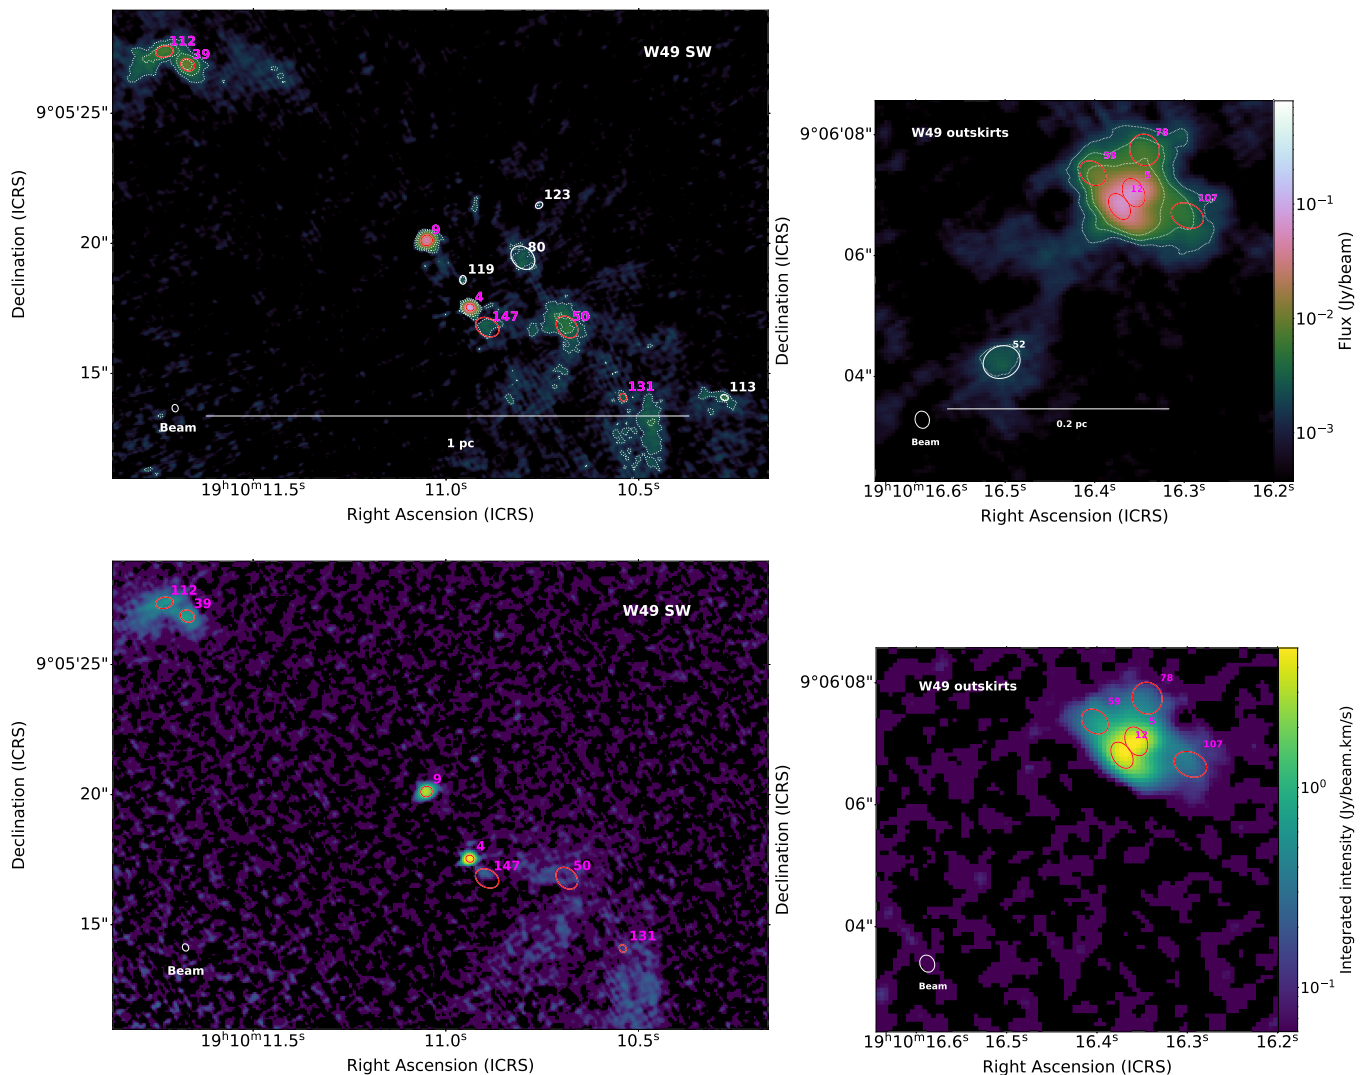 W49 SW
112
39
9°05'25"
123
9
80
20"
119
4
147
50
15"
131
113
Beam
1 pc
19ʰ10ᵐ11.5ˢ
11.0ˢ
10.5ˢ
Right Ascension (ICRS)
Declination (ICRS)
W49 outskirts
9°06'08"
78
12
107
06"
52
04"
0.2 pc
Beam
19ʰ10ᵐ16.6ˢ
16.5ˢ
16.4ˢ
16.3ˢ
16.2ˢ
Right Ascension (ICRS)
Declination (ICRS)
10⁻¹
10⁻²
10⁻³
Flux (Jy/beam)
W49 SW
112
39
9°05'25"
9
20"
4
147
50
15"
131
Beam
19ʰ10ᵐ11.5ˢ
11.0ˢ
10.5ˢ
Right Ascension (ICRS)
Declination (ICRS)
W49 outskirts
9°06'08"
78
12
107
06"
04"
Beam
19ʰ10ᵐ16.6ˢ
16.5ˢ
16.4ˢ
16.3ˢ
16.2ˢ
Right Ascension (ICRS)
Declination (ICRS)
10⁰
10⁻¹
Integrated intensity (Jy/beam.km/s)